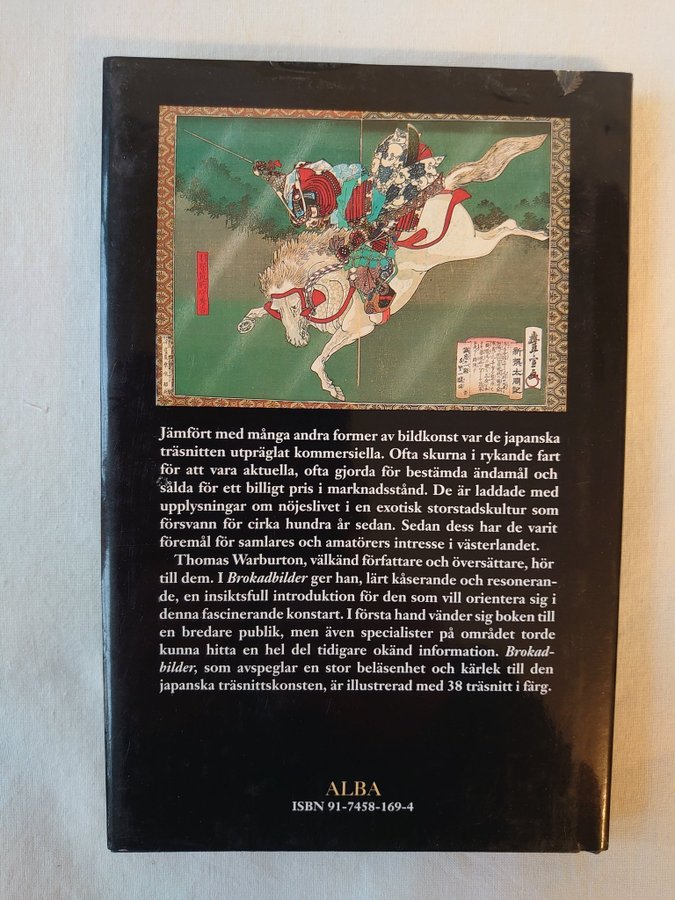 新撰太閤記
Jämfört med många andra former av bildkonst var de japanska
träsnitten utpräglat kommersiella. Ofta skurna i rykande fart
för att vara aktuella, ofta gjorda för bestämda ändamål och
sålda för ett billigt pris i marknadsstånd. De är laddade med
upplysningar om nöjeslivet i en exotisk storstadskultur som
försvann för cirka hundra år sedan. Sedan dess har de varit
föremål för samlares och amatörers intresse i västerlandet.
Thomas Warburton, välkänd författare och översättare, hör
till dem. I Brokadbilder ger han, lärt kåserande och resoneran-
de, en insiktsfull introduktion för den som vill orientera sig i
denna fascinerande konstart. I första hand vänder sig boken till
en bredare publik, men även specialister på området torde
kunna hitta en hel del tidigare okänd information. Brokad-
bilder, som avspeglar en stor beläsenhet och kärlek till den
japanska träsnittskonsten, är illustrerad med 38 träsnitt i färg.
ALBA
ISBN 91-7458-169-4